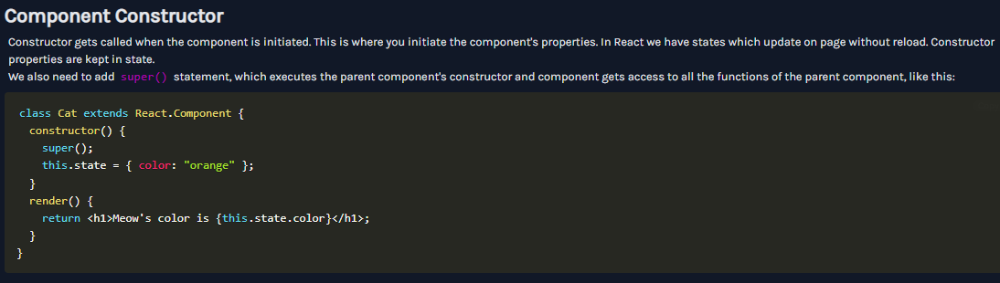 Component Constructor
Constructor gets called when the component is initiated. This is where you initiate the component's properties. In React we have states which update on page without reload. Constructor
properties are kept in state.
We also need to add super() statement, which executes the parent component's constructor and component gets access to all the functions of the parent component, like this:
class Cat extends React.Component {
  constructor() {
    super();
    this.state = { color: "orange" };
  }
  render() {
    return <h1>Meow's color is {this.state.color}</h1>;
  }
}